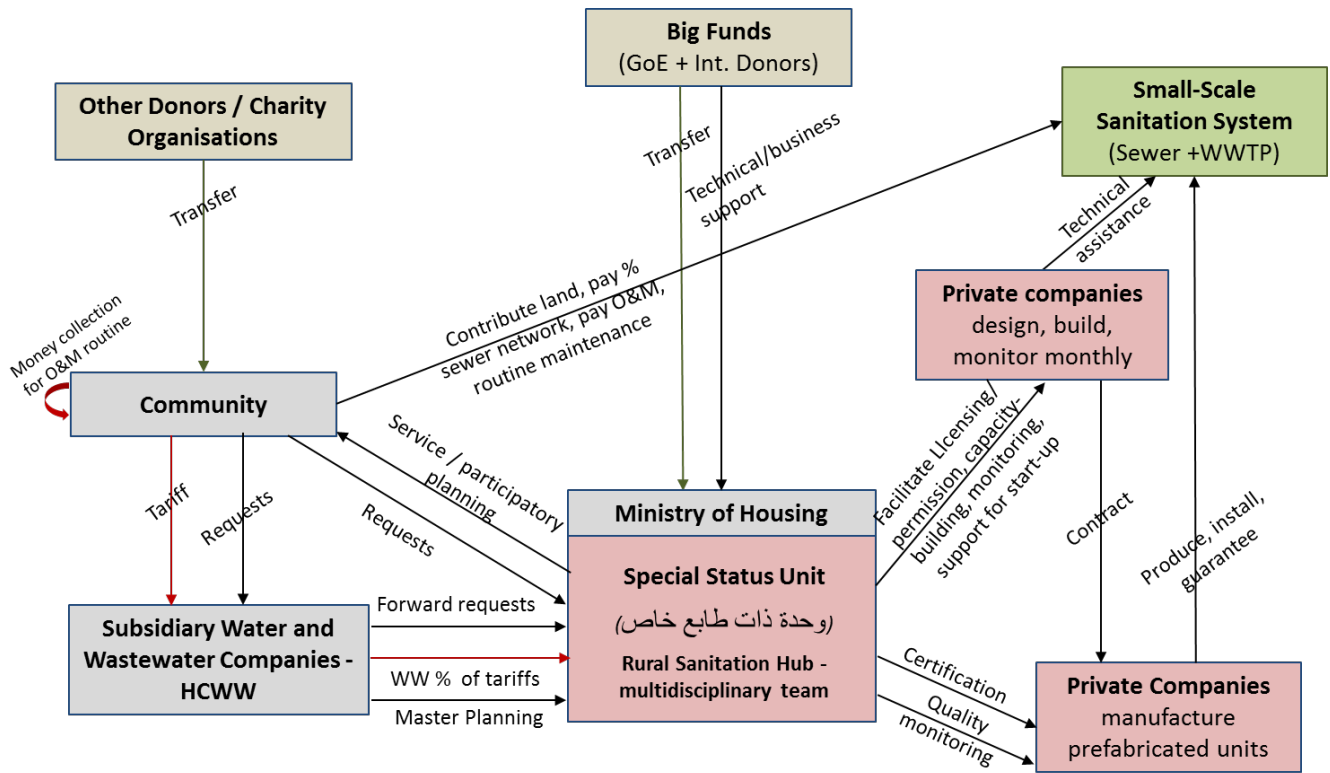 Big Funds
(GoE + Int. Donors)
Other Donors / Charity
Organisations
Small-Scale
Sanitation System
(Sewer +WWTP)
Transfer
Transfer
Technical/business
support
Technical
assistance
Contribute land, pay %
sewer network, pay O&M,
routine maintenance
Private companies
design, build,
monitor monthly
Money collection
for O&M routine
Community
Service / participatory
planning
Facilitate LIcensing/
permission, capacity-
building, monitoring,
support for start-up
Tariff
Requests
Requests
Contract
Produce, install,
guarantee
Ministry of Housing
Special Status Unit
(وحدة ذات طابع خاص)
Rural Sanitation Hub -
multidisciplinary team
Subsidiary Water and
Wastewater Companies -
HCWW
Forward requests
WW % of tariffs
Master Planning
Certification
Quality
monitoring
Private Companies
manufacture
prefabricated units